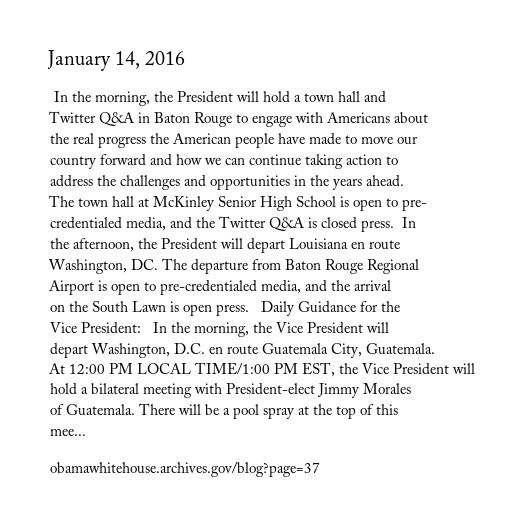 January 14, 2016
In the morning, the President will hold a town hall and
Twitter Q&A in Baton Rouge to engage with Americans about
the real progress the American people have made to move our
country forward and how we can continue taking action to
address the challenges and opportunities in the years ahead.
The town hall at McKinley Senior High School is open to pre-
credentialed media, and the Twitter Q&A is closed press.  In
the afternoon, the President will depart Louisiana en route
Washington, DC. The departure from Baton Rouge Regional
Airport is open to pre-credentialed media, and the arrival
on the South Lawn is open press.   Daily Guidance for the
Vice President:   In the morning, the Vice President will
depart Washington, D.C. en route Guatemala City, Guatemala.
At 12:00 PM LOCAL TIME/1:00 PM EST, the Vice President will
hold a bilateral meeting with President-elect Jimmy Morales
of Guatemala. There will be a pool spray at the top of this
mee...
obamawhitehouse.archives.gov/blog?page=37